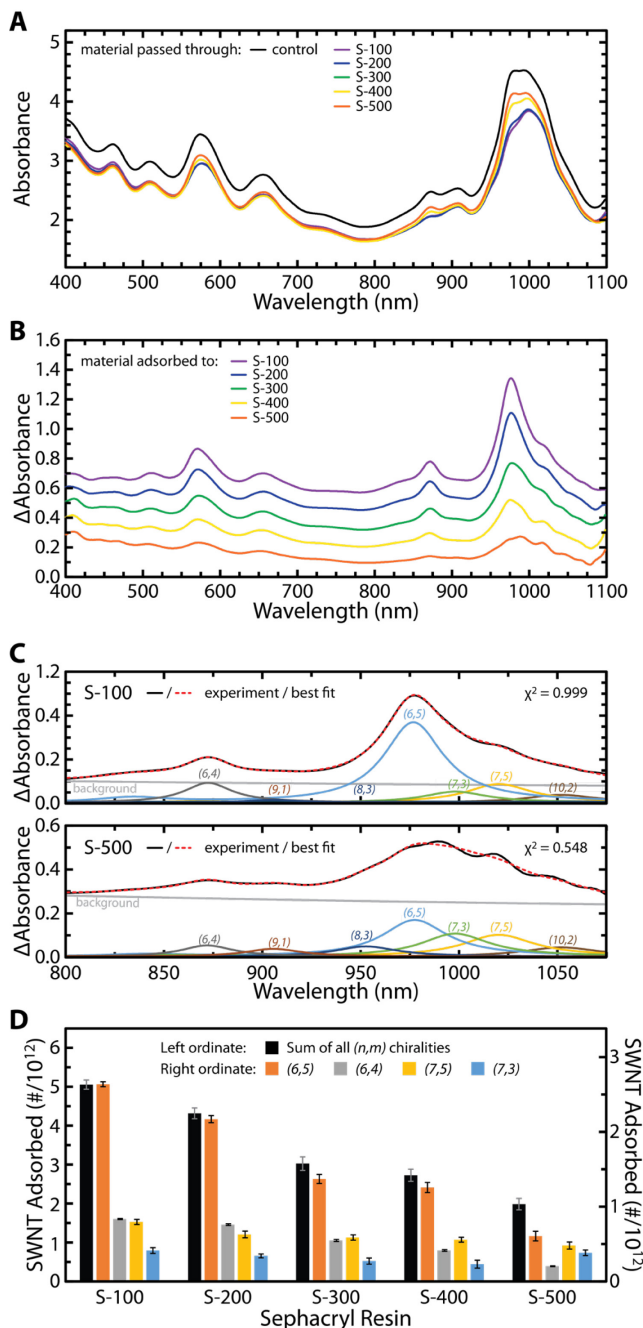 A
material passed through: control
S-100
S-200
S-300
S-400
S-500
Absorbance
5
4
3
2
400 500 600 700 800 900 1000 1100
Wavelength (nm)
B
material adsorbed to:
S-100
S-200
S-300
S-400
S-500
ΔAbsorbance
1.6
1.4
1.2
1.0
0.8
0.6
0.4
0.2
0.0
400 500 600 700 800 900 1000 1100
Wavelength (nm)
C
S-100 / experiment / best fit χ² = 0.999
ΔAbsorbance
1.2
0.4
0.4
0.0
background
(6,4) (9,1) (8,3) (6,5) (7,3) (7,5) (10,2)
S-500 / experiment / best fit χ² = 0.548
ΔAbsorbance
0.6
0.4
0.2
0.0
background
(6,4) (9,1) (8,3) (6,5) (7,3) (7,5) (10,2)
800 850 900 950 1000 1050
Wavelength (nm)
D
Left ordinate: Sum of all (n,m) chiralities
Right ordinate: (6,5) (6,4) (7,5) (7,3)
SWNT Adsorbed (#/10¹²)
6
5
4
3
2
1
0
SWNT Adsorbed (#/10¹²)
3
2
1
0
S-100 S-200 S-300 S-400 S-500
Sephacryl Resin